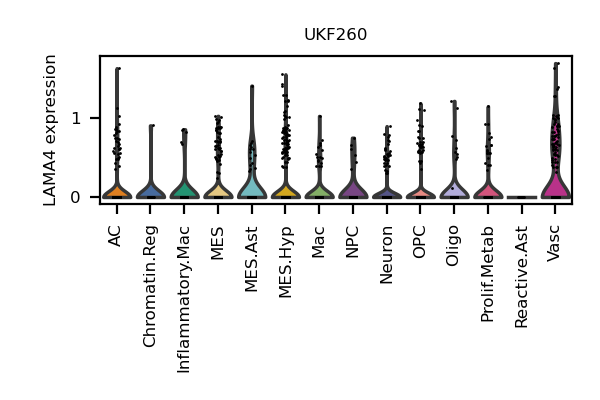 UKF260
LAMA4 expression
1
0
AC
Chromatin.Reg
Inflammatory.Mac
MES
MES.Ast
MES.Hyp
Mac
NPC
Neuron
OPC
Oligo
Prolif.Metab
Reactive.Ast
Vasc